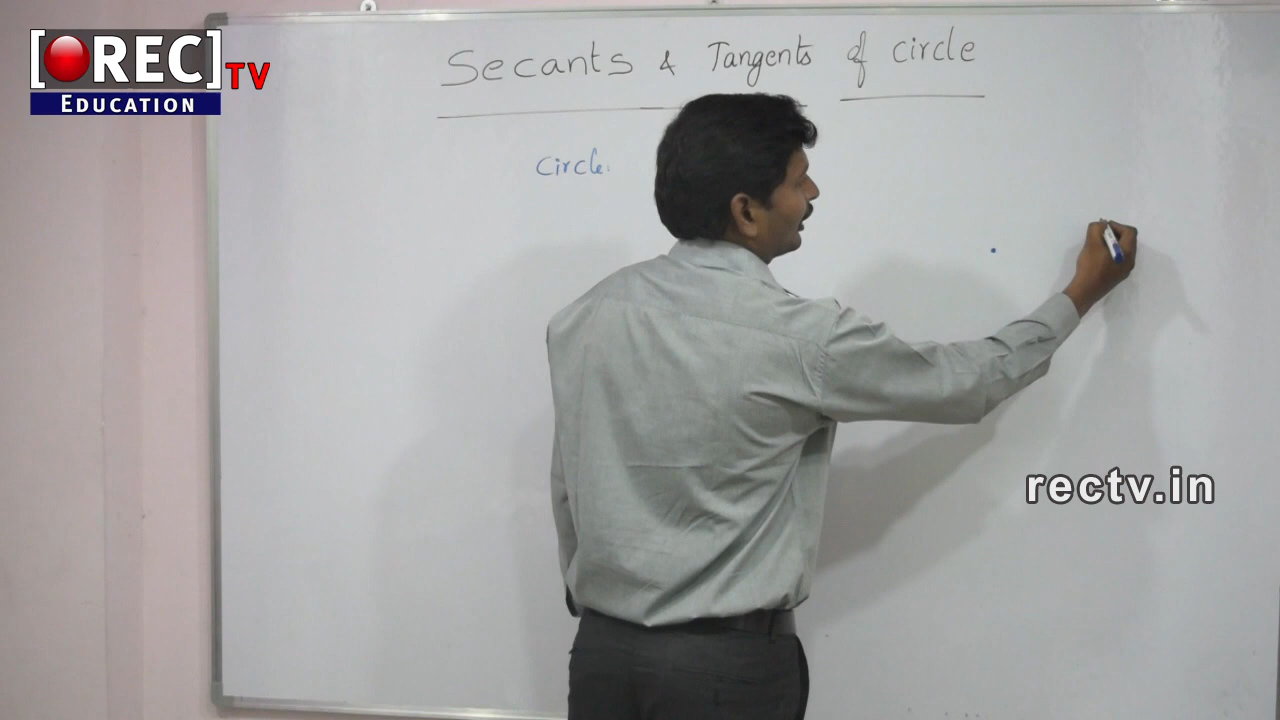 [REC] TV
EDUCATION
Secants & Tangents of circle
circle:
rectv.in